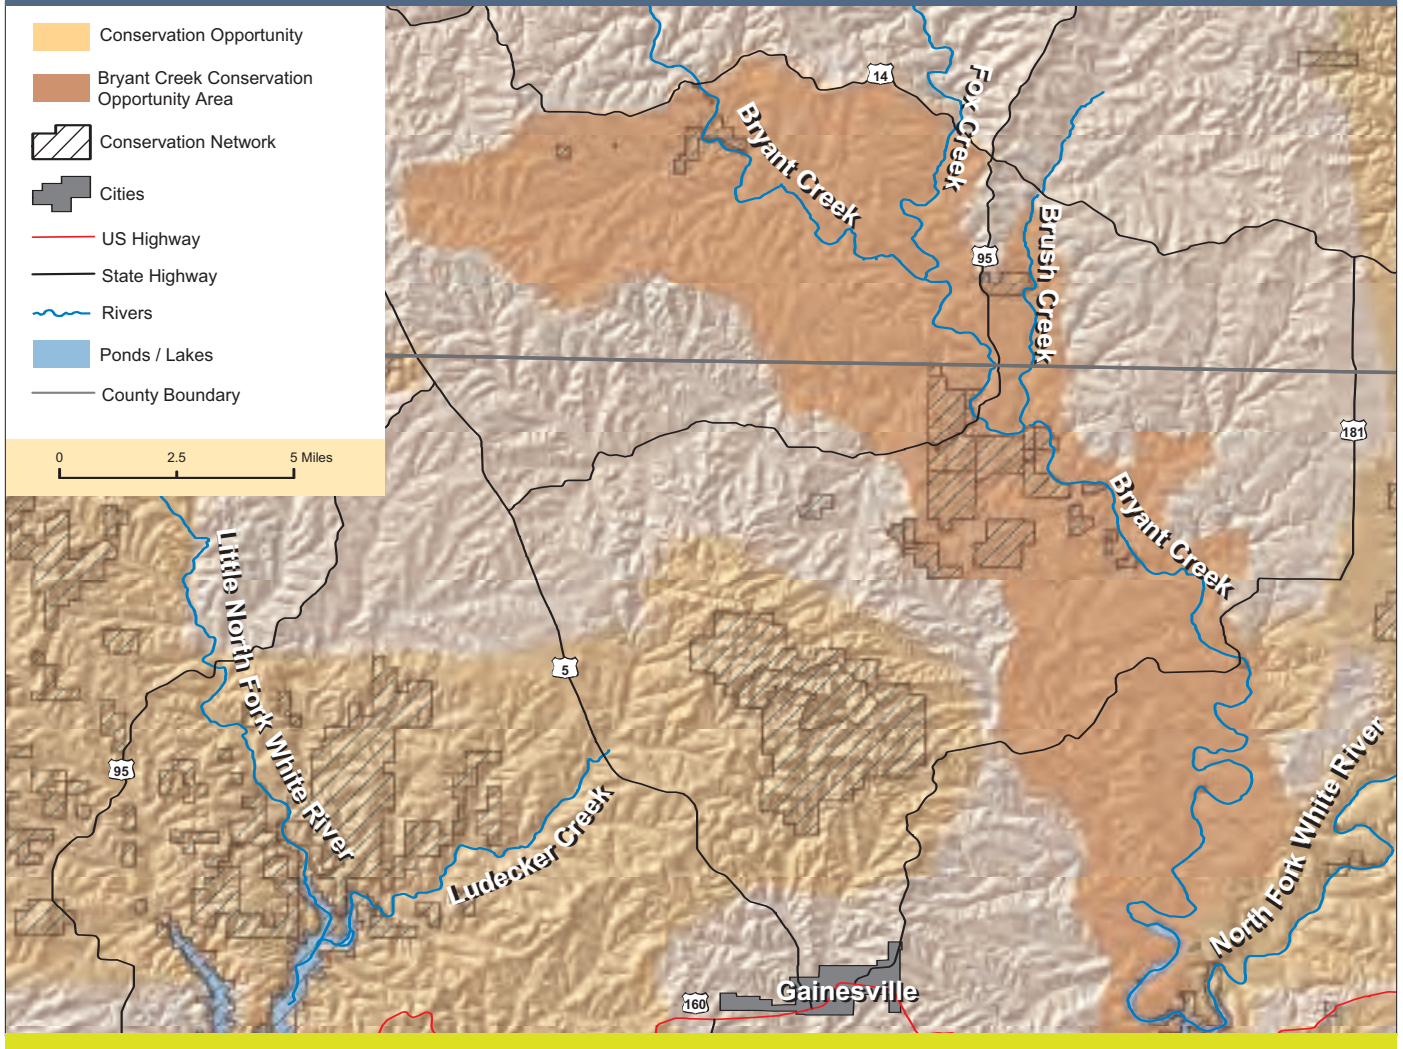 Conservation Opportunity
Bryant Creek Conservation
Opportunity Area
Conservation Network
Cities
US Highway
State Highway
Rivers
Ponds / Lakes
County Boundary
0
2.5
5 Miles
14
Fox Creek
Bryant Creek
Brush Creek
95
181
Bryant Creek
Little North Fork White River
5
95
North Fork White River
Ludecker Creek
Gainesville
160